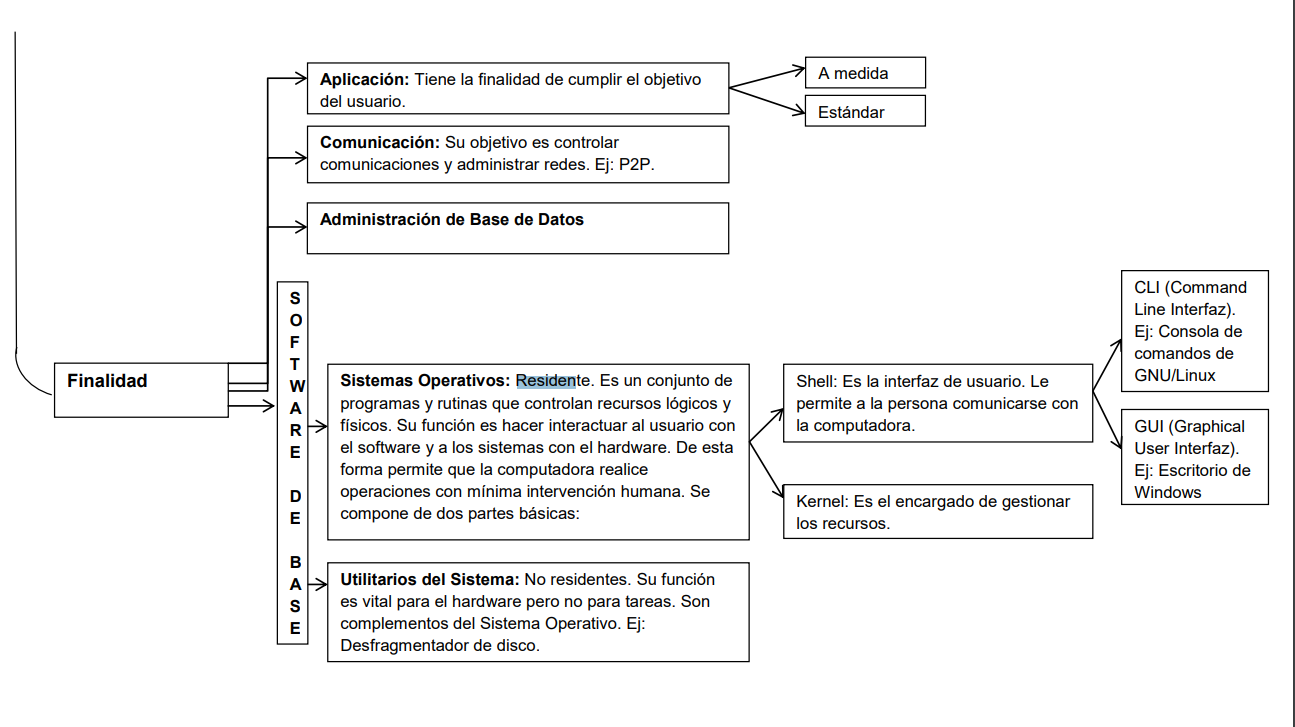 Aplicación: Tiene la finalidad de cumplir el objetivo
del usuario.
A medida
Estándar
Comunicación: Su objetivo es controlar
comunicaciones y administrar redes. Ej: P2P.
Administración de Base de Datos
Finalidad
SOFTWARE DE BASE
Sistemas Operativos: Residente. Es un conjunto de
programas y rutinas que controlan recursos lógicos y
físicos. Su función es hacer interactuar al usuario con
el software y a los sistemas con el hardware. De esta
forma permite que la computadora realice
operaciones con mínima intervención humana. Se
compone de dos partes básicas:
Shell: Es la interfaz de usuario. Le
permite a la persona comunicarse con
la computadora.
CLI (Command
Line Interfaz).
Ej: Consola de
comandos de
GNU/Linux
GUI (Graphical
User Interfaz).
Ej: Escritorio de
Windows
Kernel: Es el encargado de gestionar
los recursos.
Utilitarios del Sistema: No residentes. Su función
es vital para el hardware pero no para tareas. Son
complementos del Sistema Operativo. Ej:
Desfragmentador de disco.